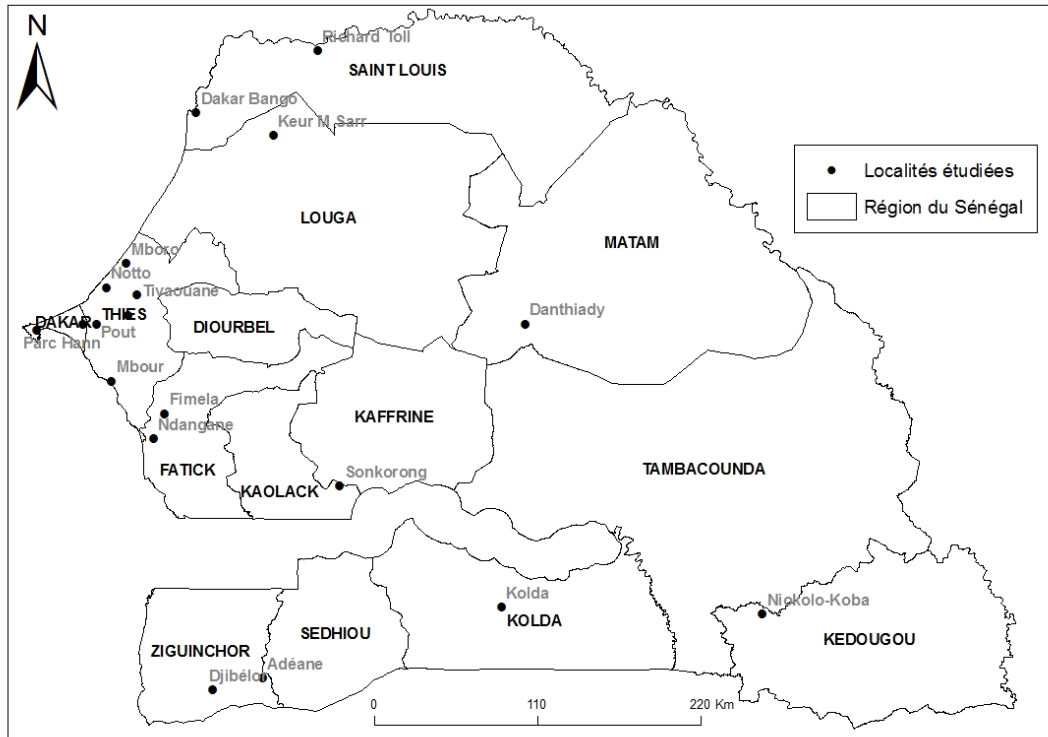 N
Richard Toll
SAINT LOUIS
Dakar Bango
Keur M Sarr
Localités étudiées
Région du Sénégal
LOUGA
MATAM
Mboro
Notto
Tivaouane
THIES
DAKAR
Pout
Parc Hann
DIOURBEL
Danthiady
Mbour
Fimela
Ndangane
KAFFRINE
FATICK
KAOLACK
Sonkorong
TAMBACOUNDA
Kolda
KOLDA
Niokolo-Koba
KEDOUGOU
SEDHIOU
ZIGUINCHOR
Adéane
Djibélor
0 110 220 Km